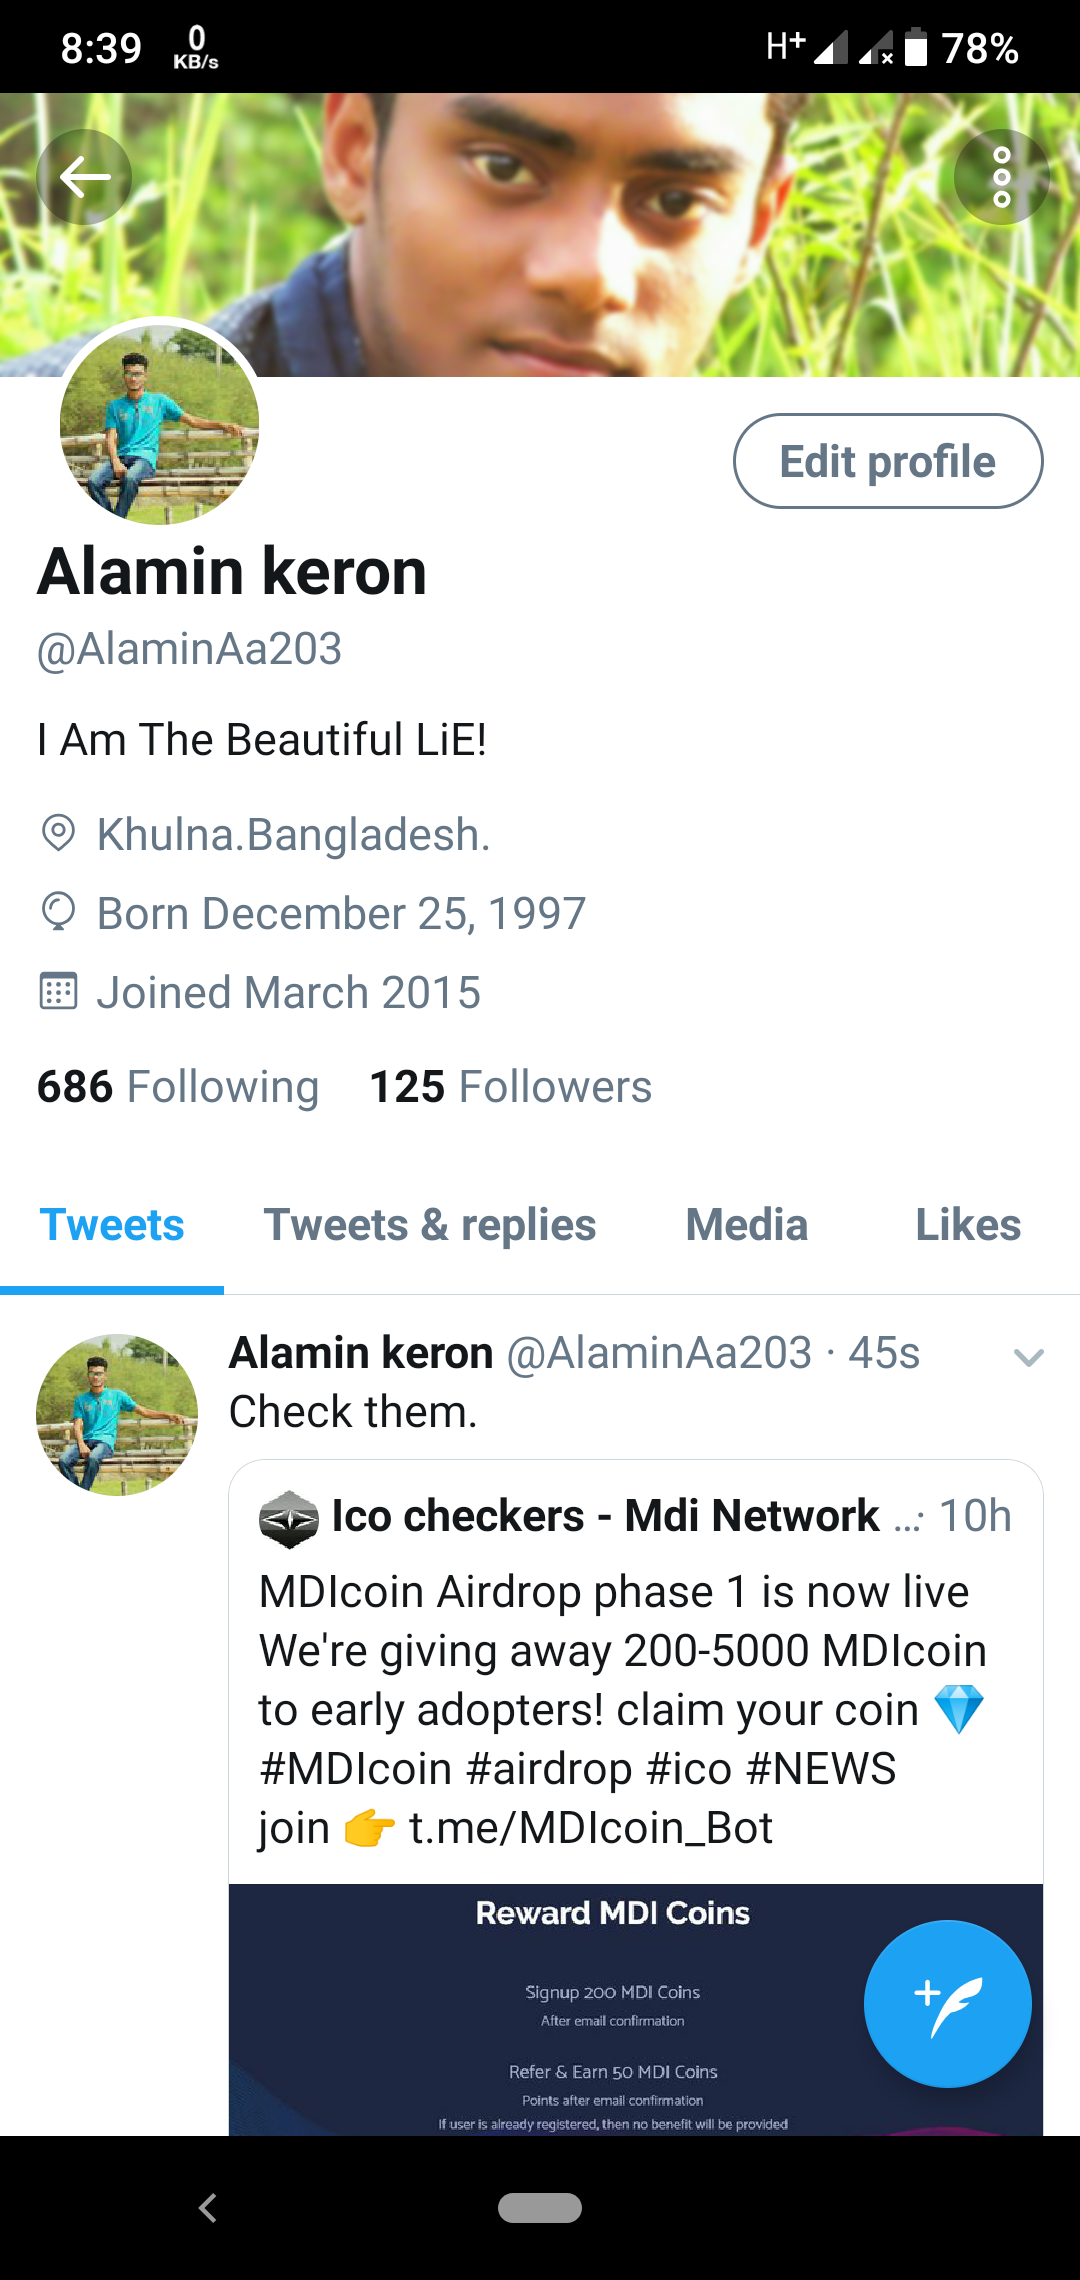 8:39 0 KB/s H+ 78%
Edit profile
Alamin keron
@AlaminAa203
I Am The Beautiful LiE!
Khulna.Bangladesh.
Born December 25, 1997
Joined March 2015
686 Following 125 Followers
Tweets Tweets & replies Media Likes
Alamin keron @AlaminAa203 · 45s
Check them.
Ico checkers - Mdi Network ...· 10h
MDIcoin Airdrop phase 1 is now live
We're giving away 200-5000 MDIcoin
to early adopters! claim your coin 💎
#MDIcoin #airdrop #ico #NEWS
join 👉 t.me/MDIcoin_Bot
Reward MDI Coins
Signup 200 MDI Coins
After email confirmation
Refer & Earn 50 MDI Coins
Points after email confirmation
If user is already registered, then no benefit will be provided